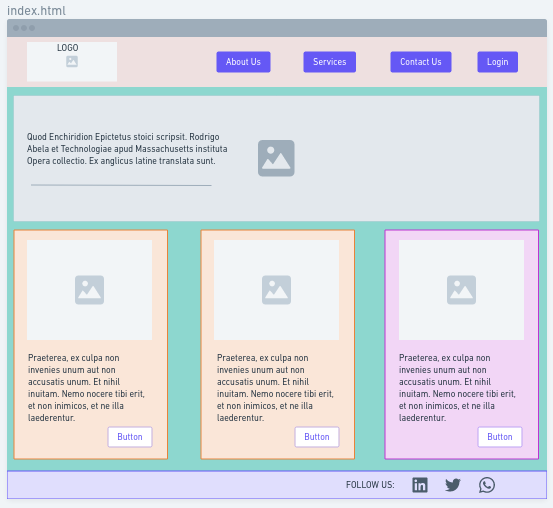 index.html
LOGO
About Us
Services
Contact Us
Login
Quod Enchiridion Epictetus stoici scripsit. Rodrigo
Abela et Technologiae apud Massachusetts instituta
Opera collectio. Ex anglicus latine translata sunt.
Praeterea, ex culpa non
invenies unum aut non
accusatis unum. Et nihil
inuitam. Nemo nocere tibi erit,
et non inimicos, et ne illa
laederentur.
Button
Praeterea, ex culpa non
invenies unum aut non
accusatis unum. Et nihil
inuitam. Nemo nocere tibi erit,
et non inimicos, et ne illa
laederentur.
Button
Praeterea, ex culpa non
invenies unum aut non
accusatis unum. Et nihil
inuitam. Nemo nocere tibi erit,
et non inimicos, et ne illa
laederentur.
Button
FOLLOW US: